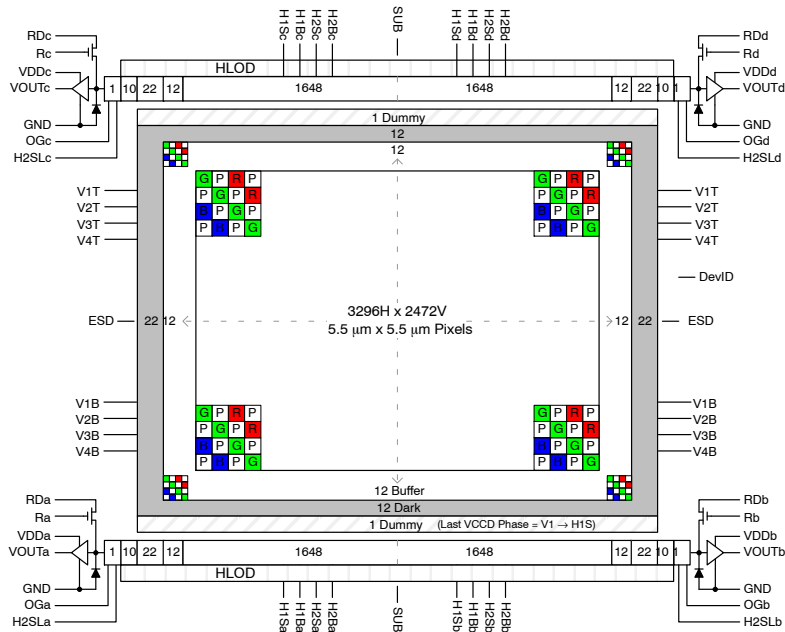 H1Sc H1Bc H2Sc H2Bc SUB H1Sd H1Bd H2Sd H2Bd
RDc RDd
Rc HLOD Rd
VDDc VDDd
VOUTc 1 10 22 12 1648 1648 12 22 10 1 VOUTd
GND 1 Dummy GND
OGc 12 OGd
H2SLc 12 H2SLd
G P R P G P R P
V1T P G P R P G P R V1T
V2T B P G P B P G P V2T
V3T P B P G P B P G V3T
V4T V4T
DevID
3296H x 2472V
ESD 22 12 12 22 ESD
5.5 μm x 5.5 μm Pixels
V1B G P R P G P R P V1B
V2B P G P R P G P R V2B
V3B B P G P B P G P V3B
V4B P B P G P B P G V4B
12 Buffer
RDa 12 Dark RDb
Ra 1 Dummy (Last VCCD Phase = V1 → H1S) Rb
VDDa VDDb
VOUTa 1 10 22 12 1648 1648 12 22 10 1 VOUTb
HLOD
GND GND
OGa OGb
H2SLa H1Sa H1Ba H2Sa H2Ba SUB H1Sb H1Bb H2Sb H2Bb H2SLb